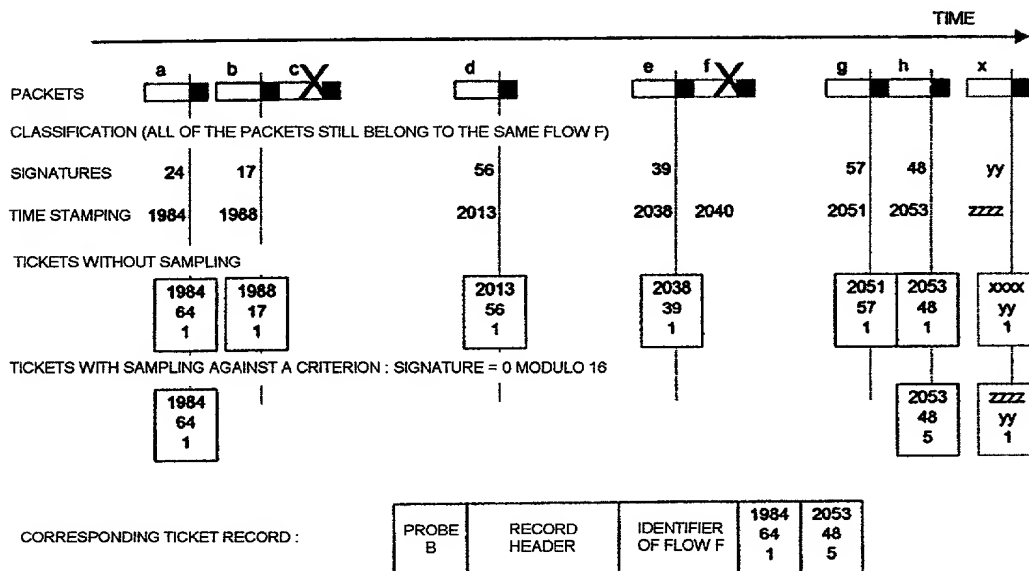 TIME
a b c X d e f X g h x
PACKETS
CLASSIFICATION (ALL OF THE PACKETS STILL BELONG TO THE SAME FLOW F)
SIGNATURES 24 17 56 39 57 48 yy
TIME STAMPING 1984 1988 2013 2038 2040 2051 2053 zzzz
TICKETS WITHOUT SAMPLING
1984 1988 2013 2038 2051 2053 xxxx
64 17 56 39 57 48 yy
1 1 1 1 1 1 1
TICKETS WITH SAMPLING AGAINST A CRITERION : SIGNATURE = 0 MODULO 16
1984 2053 zzzz
64 48 yy
1 5 1
CORRESPONDING TICKET RECORD :
PROBE B
RECORD HEADER
IDENTIFIER OF FLOW F
1984 64 1
2053 48 5